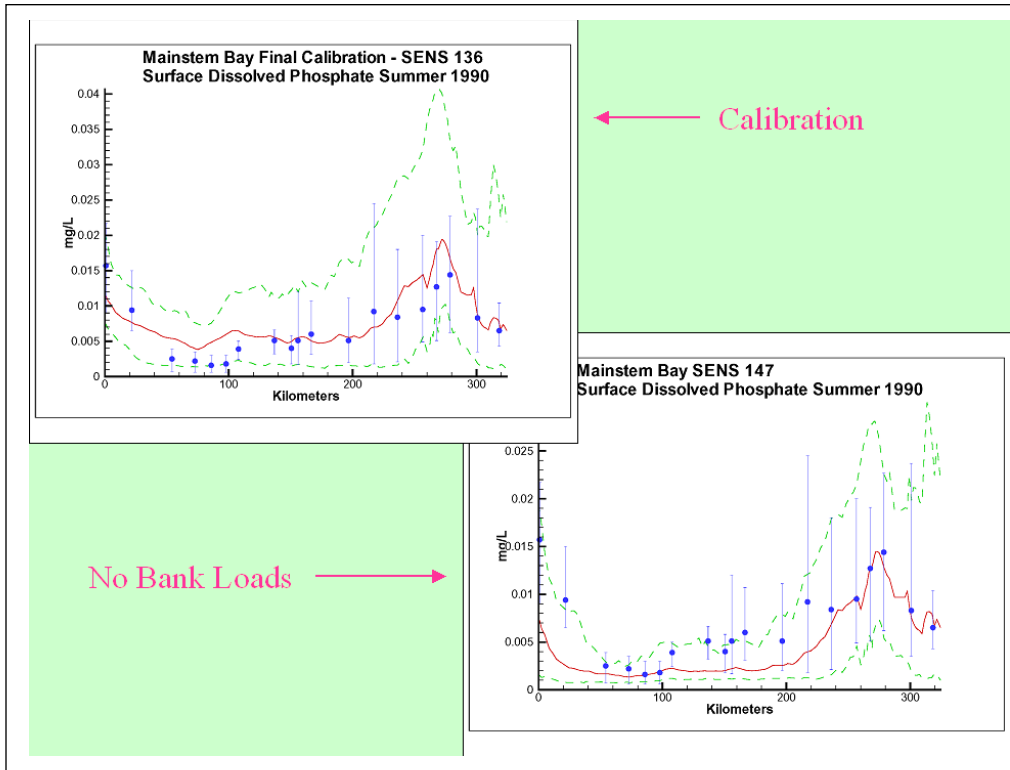 Mainstem Bay Final Calibration - SENS 136
Surface Dissolved Phosphate Summer 1990
0.04
0.035
0.03
0.025
0.02
0.015
0.01
0.005
0
mg/L
0 100 200 300
Kilometers
Calibration
Mainstem Bay SENS 147
Surface Dissolved Phosphate Summer 1990
0.025
0.02
0.015
0.01
0.005
0
mg/L
0 100 200 300
Kilometers
No Bank Loads